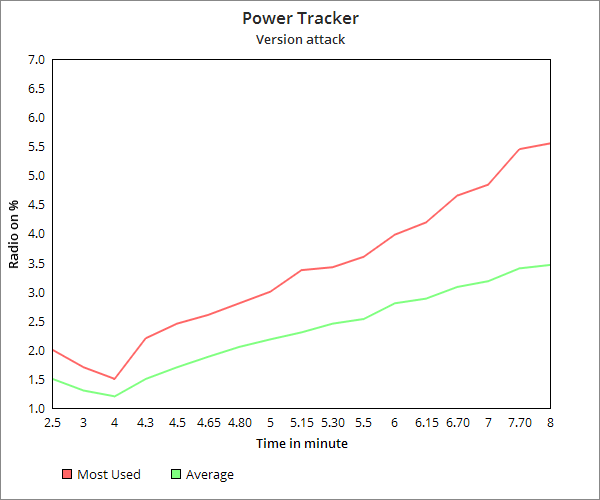 Power Tracker
Version attack
7.0
6.5
6.0
5.5
5.0
4.5
4.0
3.5
3.0
2.5
2.0
1.5
1.0
Radio on %
2.5 3 4 4.3 4.5 4.65 4.80 5 5.15 5.30 5.5 6 6.15 6.70 7 7.70 8
Time in minute
Most Used Average